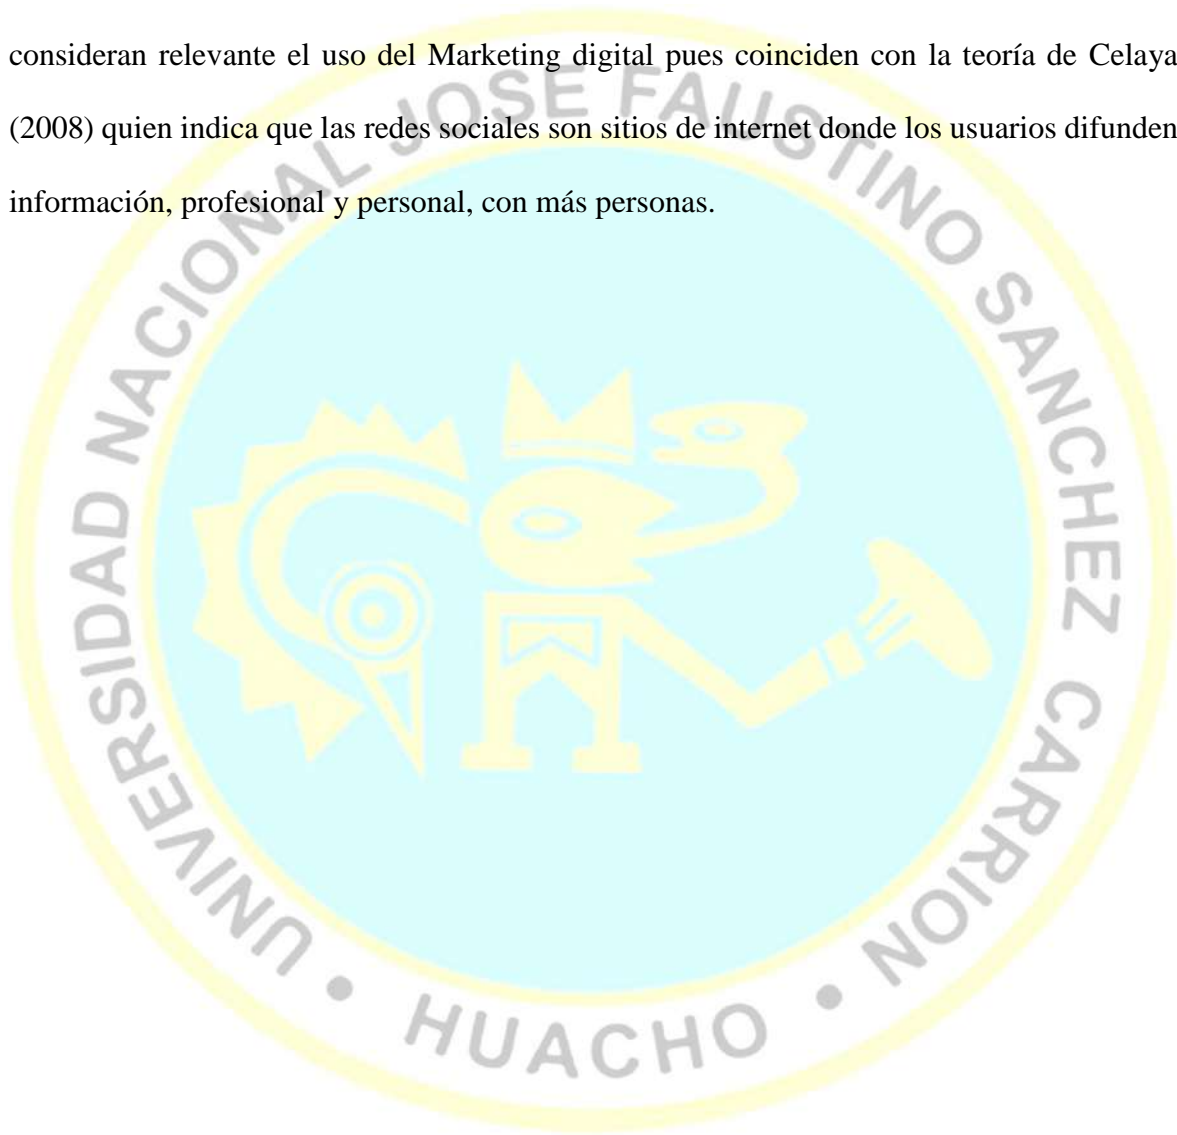 consideran relevante el uso del Marketing digital pues coinciden con la teoría de Celaya
(2008) quien indica que las redes sociales son sitios de internet donde los usuarios difunden
información, profesional y personal, con más personas.
UNIVERSIDAD NACIONAL JOSE FAUSTINO SANCHEZ CARRION • HUACHO •